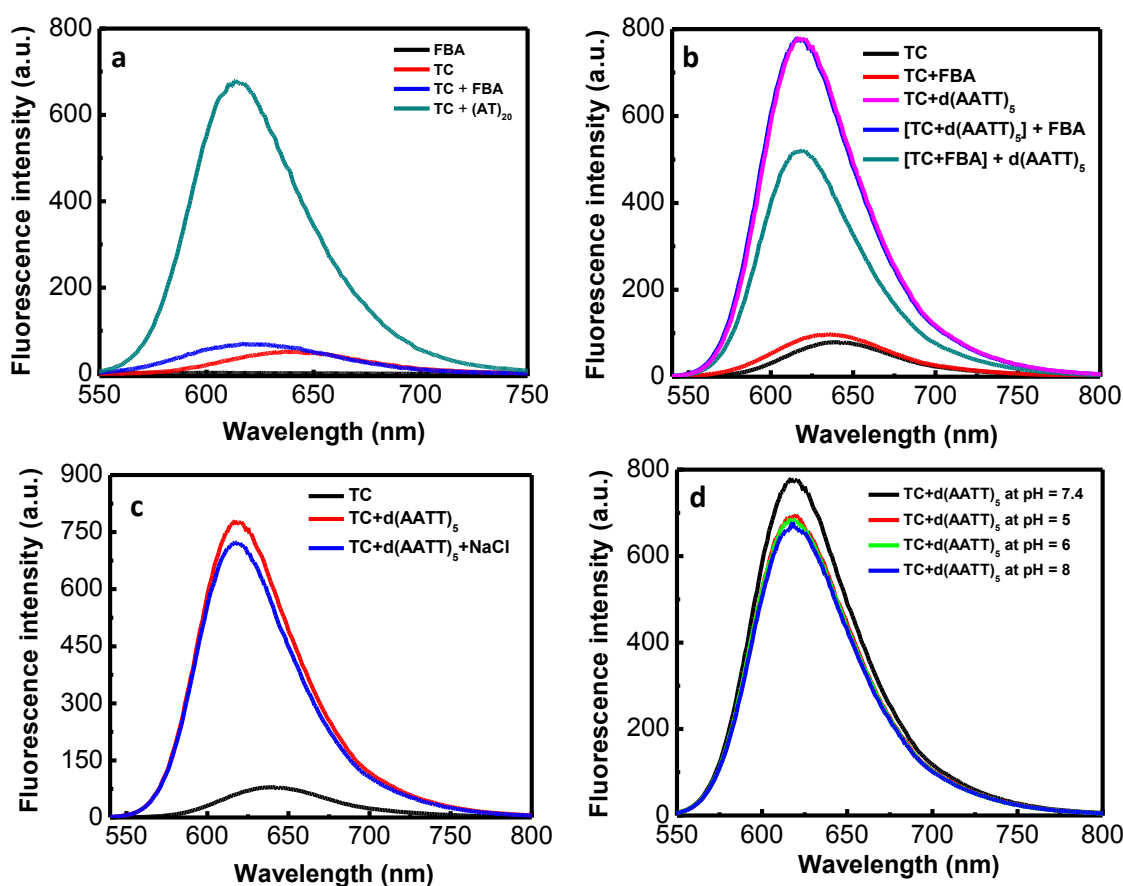 a
FBA
TC
TC + FBA
TC + (AT)₂₀
Fluorescence intensity (a.u.)
800
600
400
200
0
550 600 650 700 750
Wavelength (nm)
b
TC
TC+FBA
TC+d(AATT)₅
[TC+d(AATT)₅] + FBA
[TC+FBA] + d(AATT)₅
Fluorescence intensity (a.u.)
800
600
400
200
0
550 600 650 700 750 800
Wavelength (nm)
c
TC
TC+d(AATT)₅
TC+d(AATT)₅+NaCl
Fluorescence intensity (a.u.)
900
750
600
450
300
150
0
550 600 650 700 750 800
Wavelength (nm)
d
TC+d(AATT)₅ at pH = 7.4
TC+d(AATT)₅ at pH = 5
TC+d(AATT)₅ at pH = 6
TC+d(AATT)₅ at pH = 8
Fluorescence intensity (a.u.)
800
600
400
200
0
550 600 650 700 750 800
Wavelength (nm)